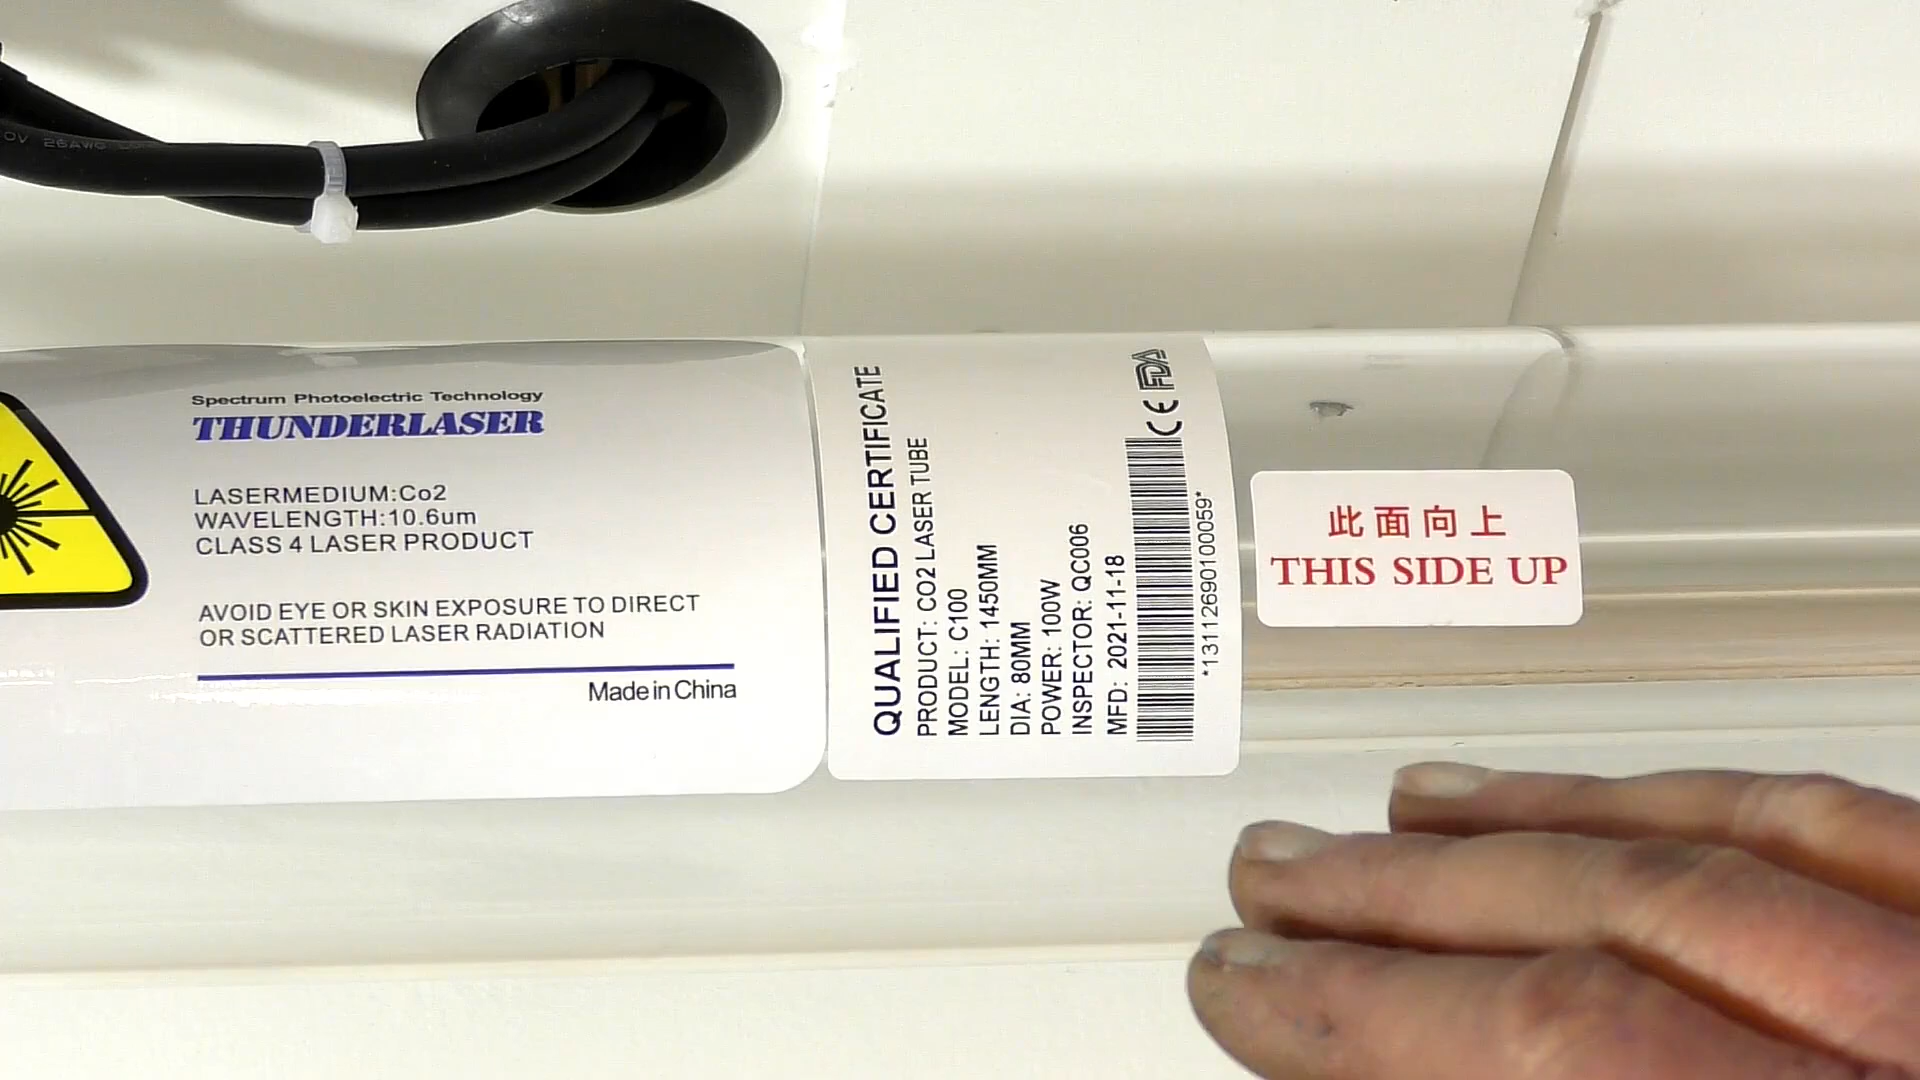 26AWG
Spectrum Photoelectric Technology
THUNDERLASER
LASERMEDIUM:Co2
WAVELENGTH:10.6um
CLASS 4 LASER PRODUCT
AVOID EYE OR SKIN EXPOSURE TO DIRECT
OR SCATTERED LASER RADIATION
Made in China
QUALIFIED CERTIFICATE
PRODUCT: CO2 LASER TUBE
MODEL: C100
LENGTH: 1450MM
DIA: 80MM
POWER: 100W
INSPECTOR: QC006
MFD: 2021-11-18
CE FDA
*13112690100059*
此面向上
THIS SIDE UP